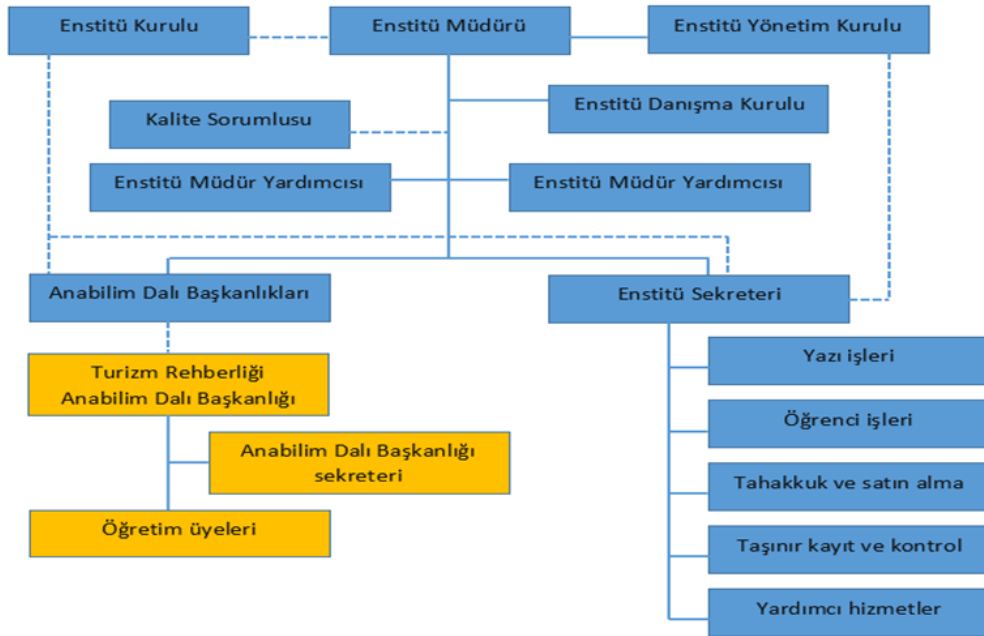 Enstitü Kurulu
Enstitü Müdürü
Enstitü Yönetim Kurulu
Enstitü Danışma Kurulu
Kalite Sorumlusu
Enstitü Müdür Yardımcısı
Enstitü Müdür Yardımcısı
Anabilim Dalı Başkanlıkları
Enstitü Sekreteri
Turizm Rehberliği
Anabilim Dalı Başkanlığı
Anabilim Dalı Başkanlığı
sekreteri
Öğretim üyeleri
Yazı işleri
Öğrenci işleri
Tahakkuk ve satın alma
Taşınır kayıt ve kontrol
Yardımcı hizmetler